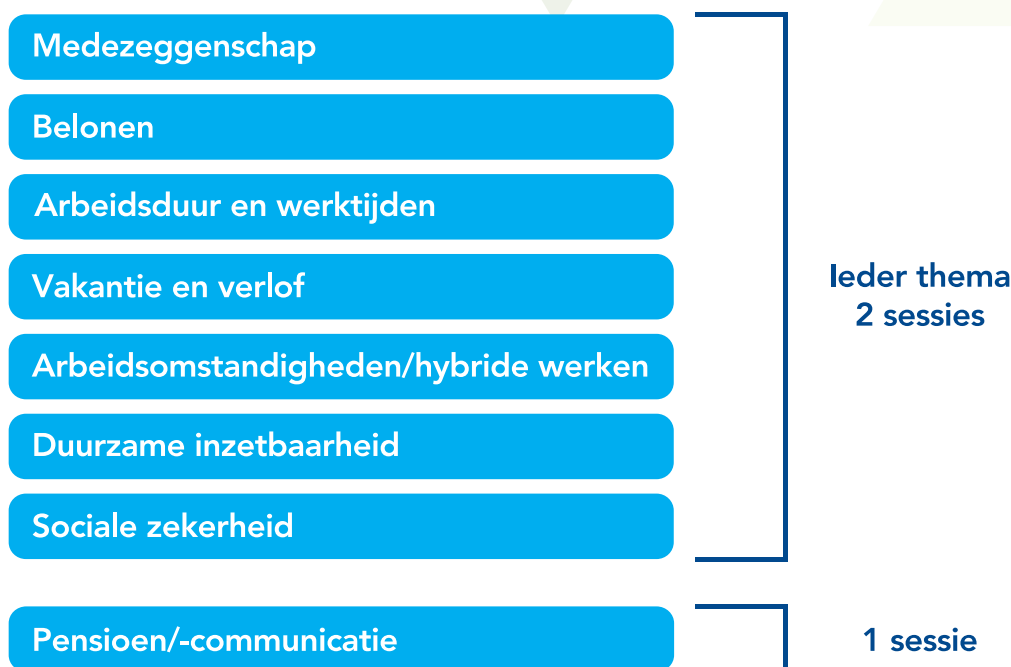 Medezeggenschap
Belonen
Arbeidsduur en werktijden
Vakantie en verlof
Arbeidsomstandigheden/hybride werken
Duurzame inzetbaarheid
Sociale zekerheid
Ieder thema
2 sessies
Pensioen/-communicatie
1 sessie